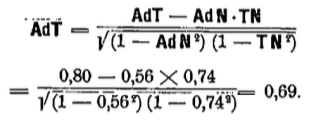 AdT = AdT — AdN·TN / √(1 — AdN²) (1 — TN²)
= 0,80 — 0,56 × 0,74 / √(1 — 0,56²) (1 — 0,74²) = 0,69.